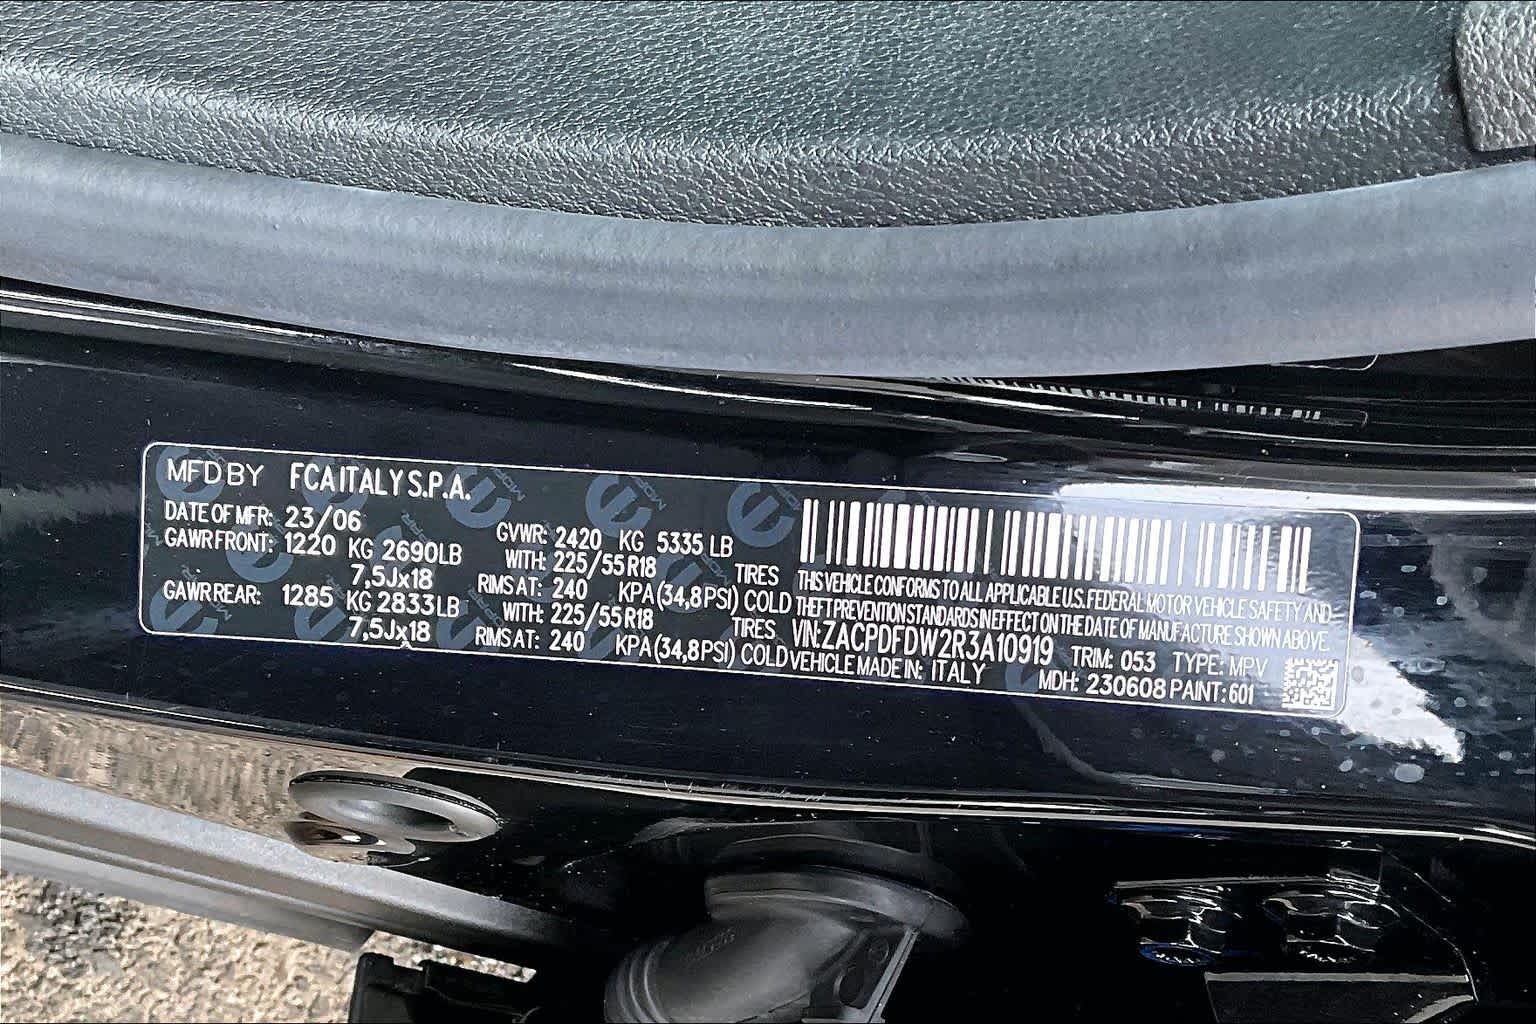 MFD BY FCA ITALY S.P.A.
DATE OF MFR: 23/06 GVWR: 2420 KG 5335 LB
GAWR FRONT: 1220 KG 2690LB WITH: 225/55R18 TIRES
7,5Jx18 RIMS AT: 240 KPA (34,8PSI) COLD
GAWR REAR: 1285 KG 2833LB WITH: 225/55R18 TIRES
7,5Jx18 RIMS AT: 240 KPA (34,8PSI) COLD
THIS VEHICLE CONFORMS TO ALL APPLICABLE U.S. FEDERAL MOTOR VEHICLE SAFETY AND
THEFT PREVENTION STANDARDS IN EFFECT ON THE DATE OF MANUFACTURE SHOWN ABOVE.
VIN: ZACPDFDW2R3A10919 TRIM: 053 TYPE: MPV
VEHICLE MADE IN: ITALY MDH: 230608 PAINT: 601
MOPAR